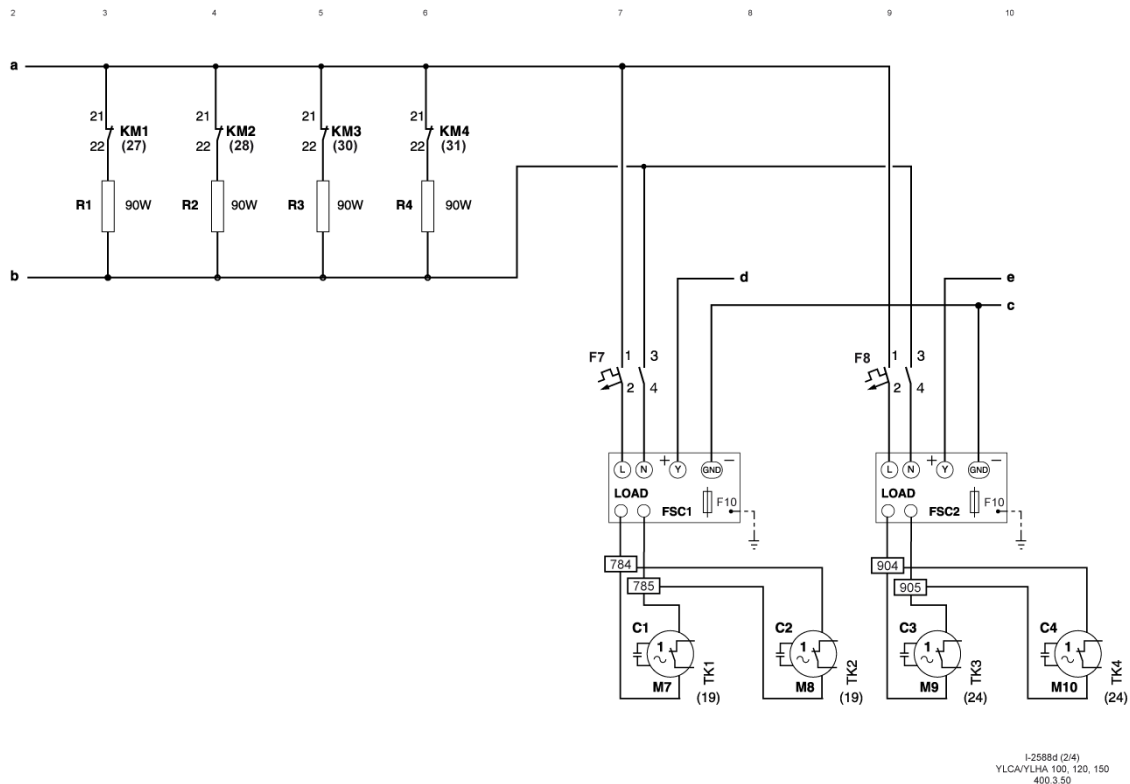 2 3 4 5 6 7 8 9 10
a
21 21 21 21
KM1 KM2 KM3 KM4
22 (27) 22 (28) 22 (30) 22 (31)
R1 90W R2 90W R3 90W R4 90W
b d e
c
F7 1 3 F8 1 3
2 4 2 4
L N + Y GND − L N + Y GND −
LOAD F10 LOAD F10
FSC1 FSC2
784 904
785 905
C1 C2 C3 C4
1 1 1 1
M7 TK1 M8 TK2 M9 TK3 M10 TK4
(19) (19) (24) (24)
I-2588d (2/4)
YLCA/YLHA 100, 120, 150
400.3.50